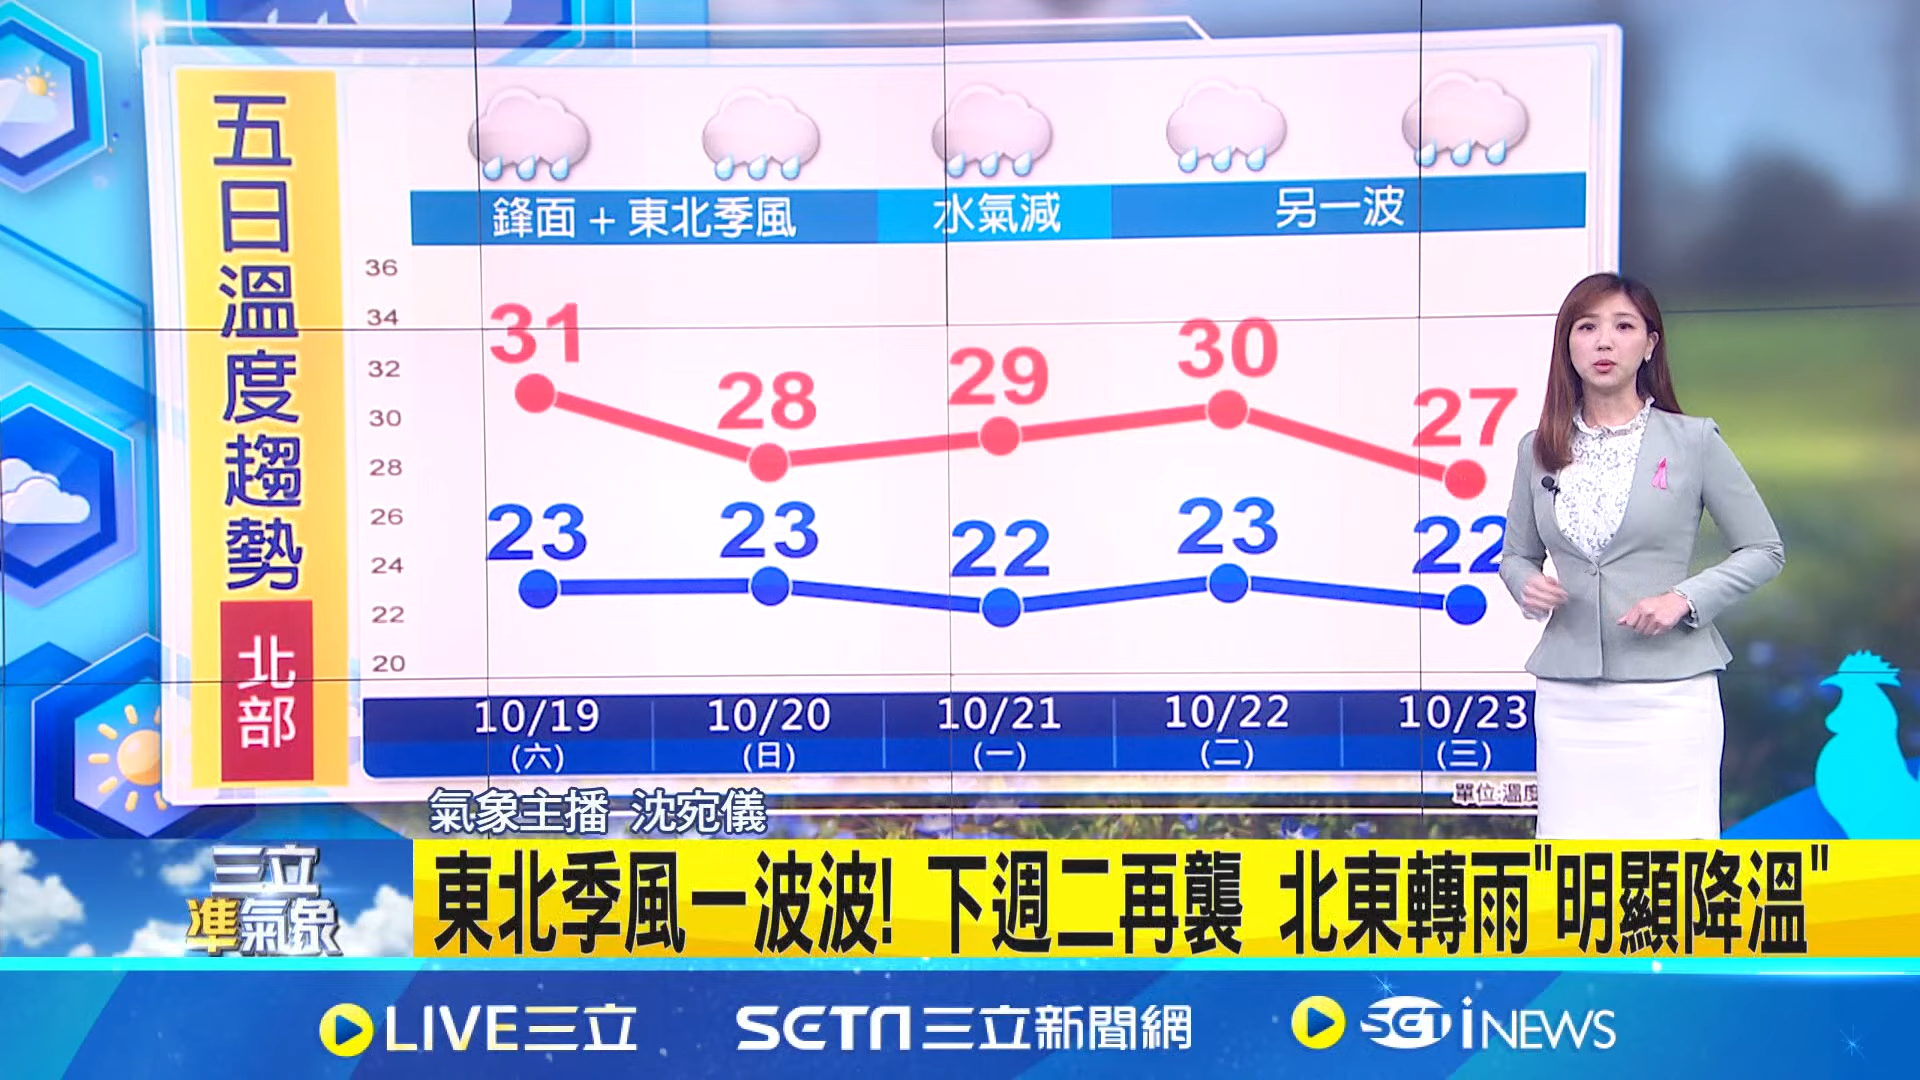 五日溫度趨勢
北部
鋒面 + 東北季風
水氣減
另一波
36
34
32
30
28
26
24
22
20
31
28
29
30
27
23
23
22
23
22
10/19
(六)
10/20
(日)
10/21
(一)
10/22
(二)
10/23
(三)
單位:溫度
氣象主播 沈宛儀
三立
準氣象
東北季風一波波! 下週二再襲 北東轉雨"明顯降溫"
LIVE三立
SETN三立新聞網
SET iNEWS